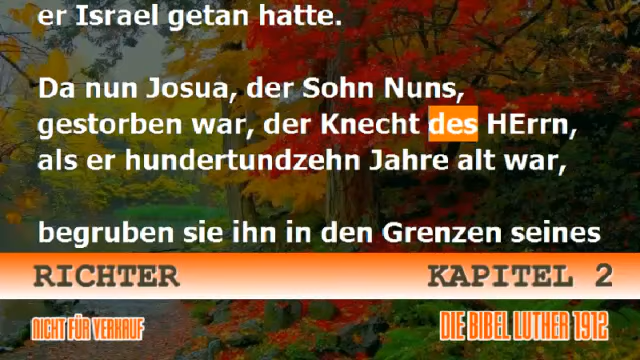 er Israel getan hatte.
Da nun Josua, der Sohn Nuns,
gestorben war, der Knecht des HErrn,
als er hundertundzehn Jahre alt war,
begruben sie ihn in den Grenzen seines
RICHTER KAPITEL 2
NICHT FÜR VERKAUF DIE BIBEL LUTHER 1912